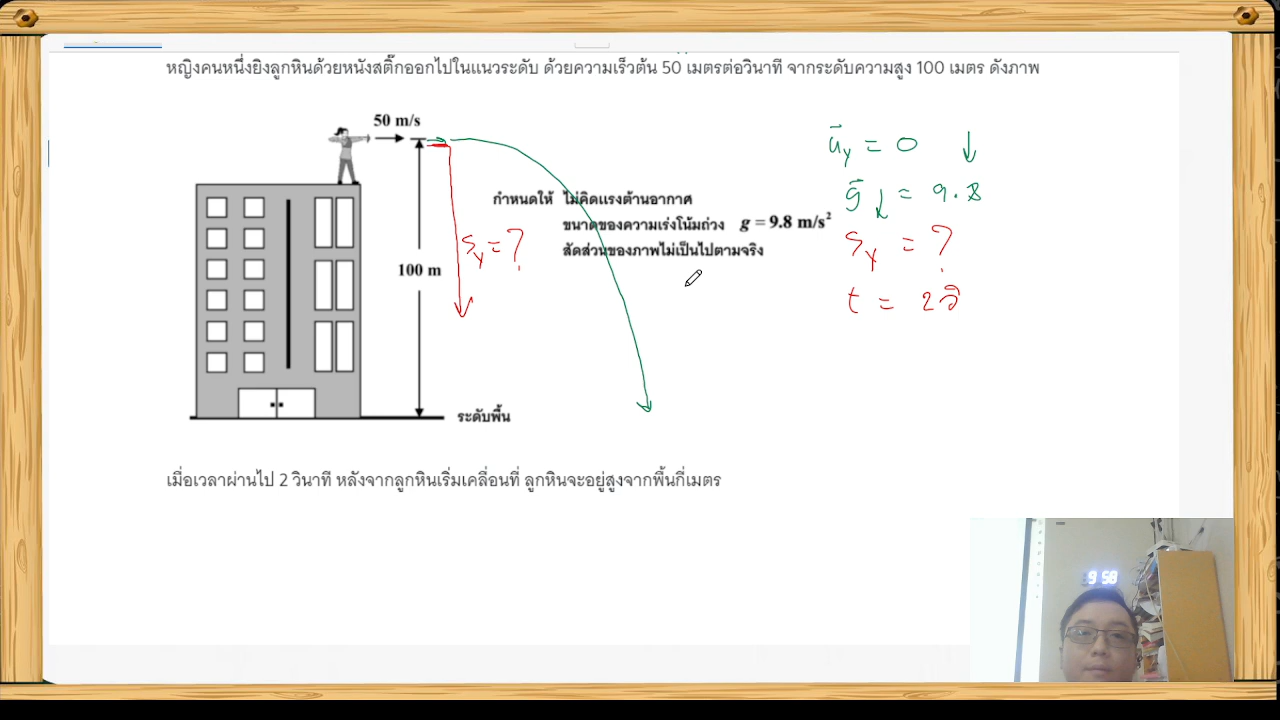 หญิงคนหนึ่งยิงลูกหินด้วยหนังสติ๊กออกไปในแนวระดับ ด้วยความเร็วต้น 50 เมตรต่อวินาที จากระดับความสูง 100 เมตร ดังภาพ
50 m/s
u⃗y = 0
กำหนดให้ ไม่คิดแรงต้านอากาศ
g⃗ ↓ = 9.8
ขนาดของความเร่งโน้มถ่วง g = 9.8 m/s²
sy = ?
sy = ?
สัดส่วนของภาพไม่เป็นไปตามจริง
100 m
t = 2 วิ
ระดับพื้น
เมื่อเวลาผ่านไป 2 วินาที หลังจากลูกหินเริ่มเคลื่อนที่ ลูกหินจะอยู่สูงจากพื้นกี่เมตร
9 58